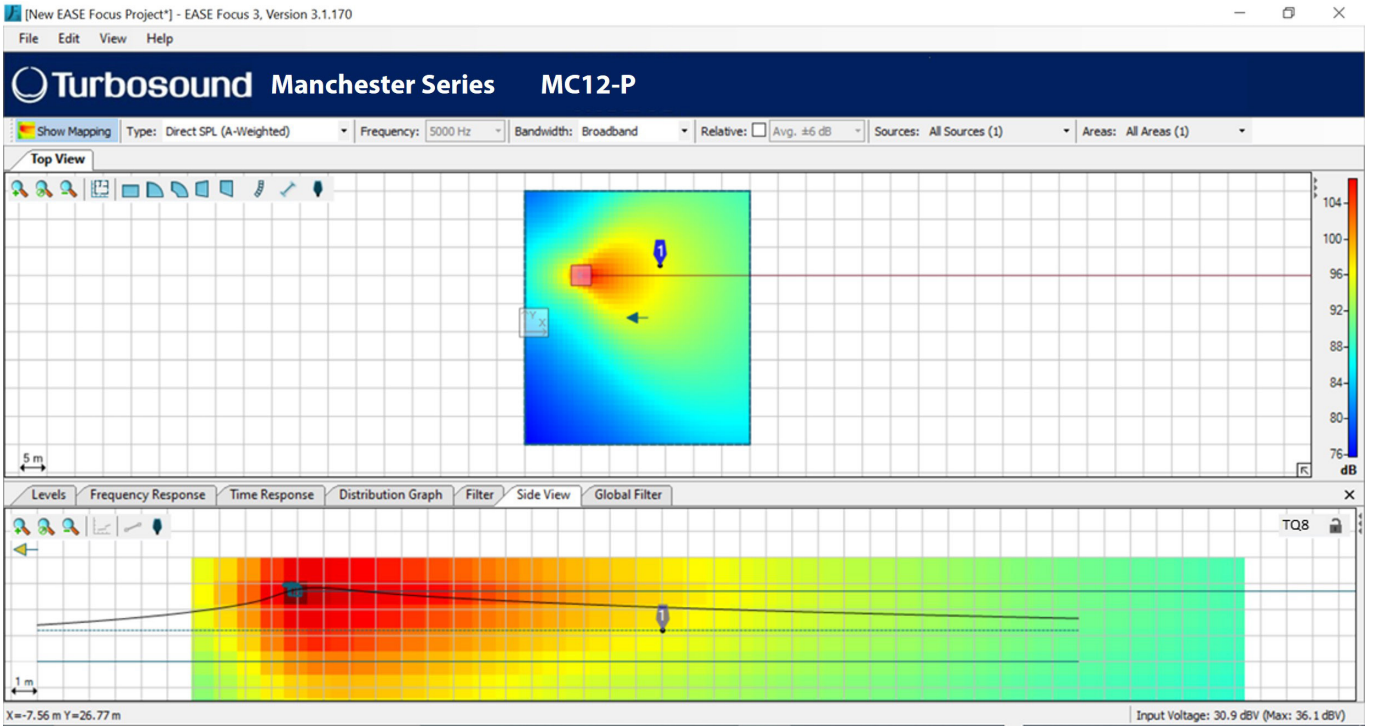 [New EASE Focus Project*] - EASE Focus 3, Version 3.1.170
File Edit View Help
Turbosound Manchester Series MC12-P
Show Mapping Type: Direct SPL (A-Weighted) Frequency: 5000 Hz Bandwidth: Broadband Relative: Avg. ±6 dB Sources: All Sources (1) Areas: All Areas (1)
Top View
104
100
96
92
88
84
80
76
dB
1
Y
X
5 m
Levels Frequency Response Time Response Distribution Graph Filter Side View Global Filter
TQ8
1
1 m
X=-7.56 m Y=26.77 m Input Voltage: 30.9 dBV (Max: 36.1 dBV)